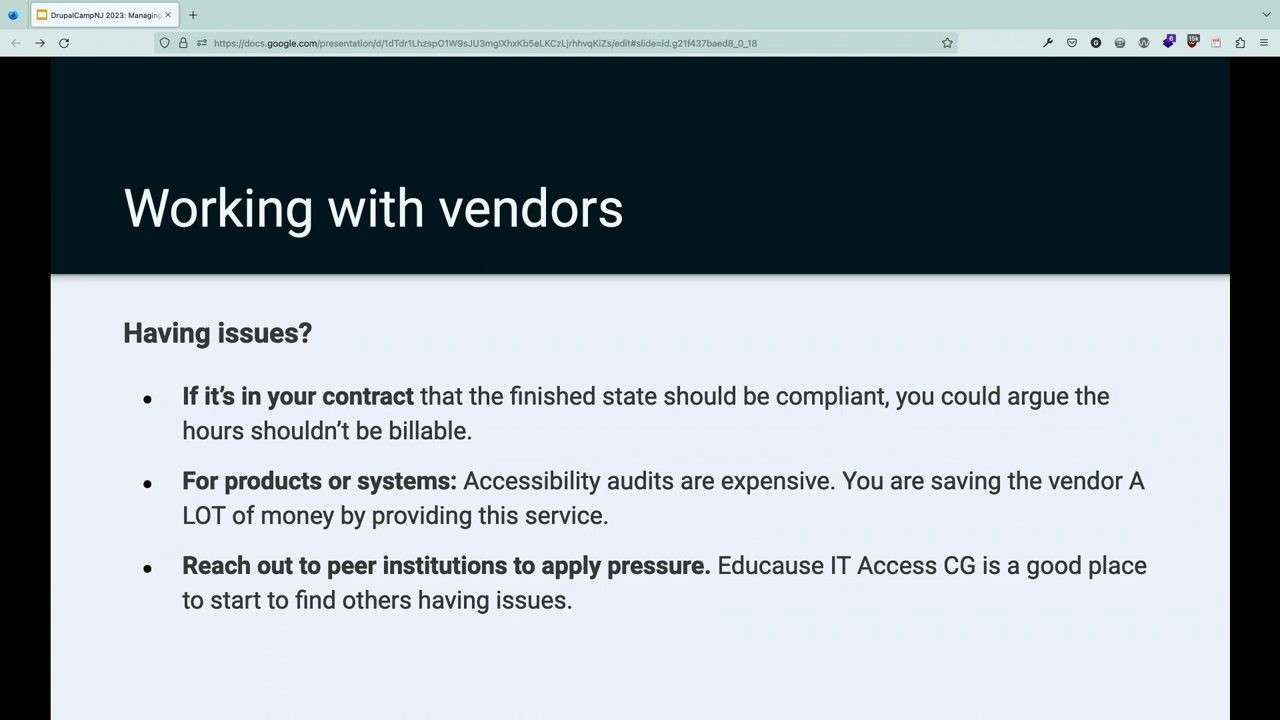 DrupalCampNJ 2023: Managing
https://docs.google.com/presentation/d/1dTdr1LhzspO1W9sJU3mglXhxKb5eLKCzLjrhhvqKiZs/edit#slide=id.g21f437baed8_0_18
6
15k
Working with vendors
Having issues?
● If it’s in your contract that the finished state should be compliant, you could argue the
hours shouldn’t be billable.
● For products or systems: Accessibility audits are expensive. You are saving the vendor A
LOT of money by providing this service.
● Reach out to peer institutions to apply pressure. Educause IT Access CG is a good place
to start to find others having issues.